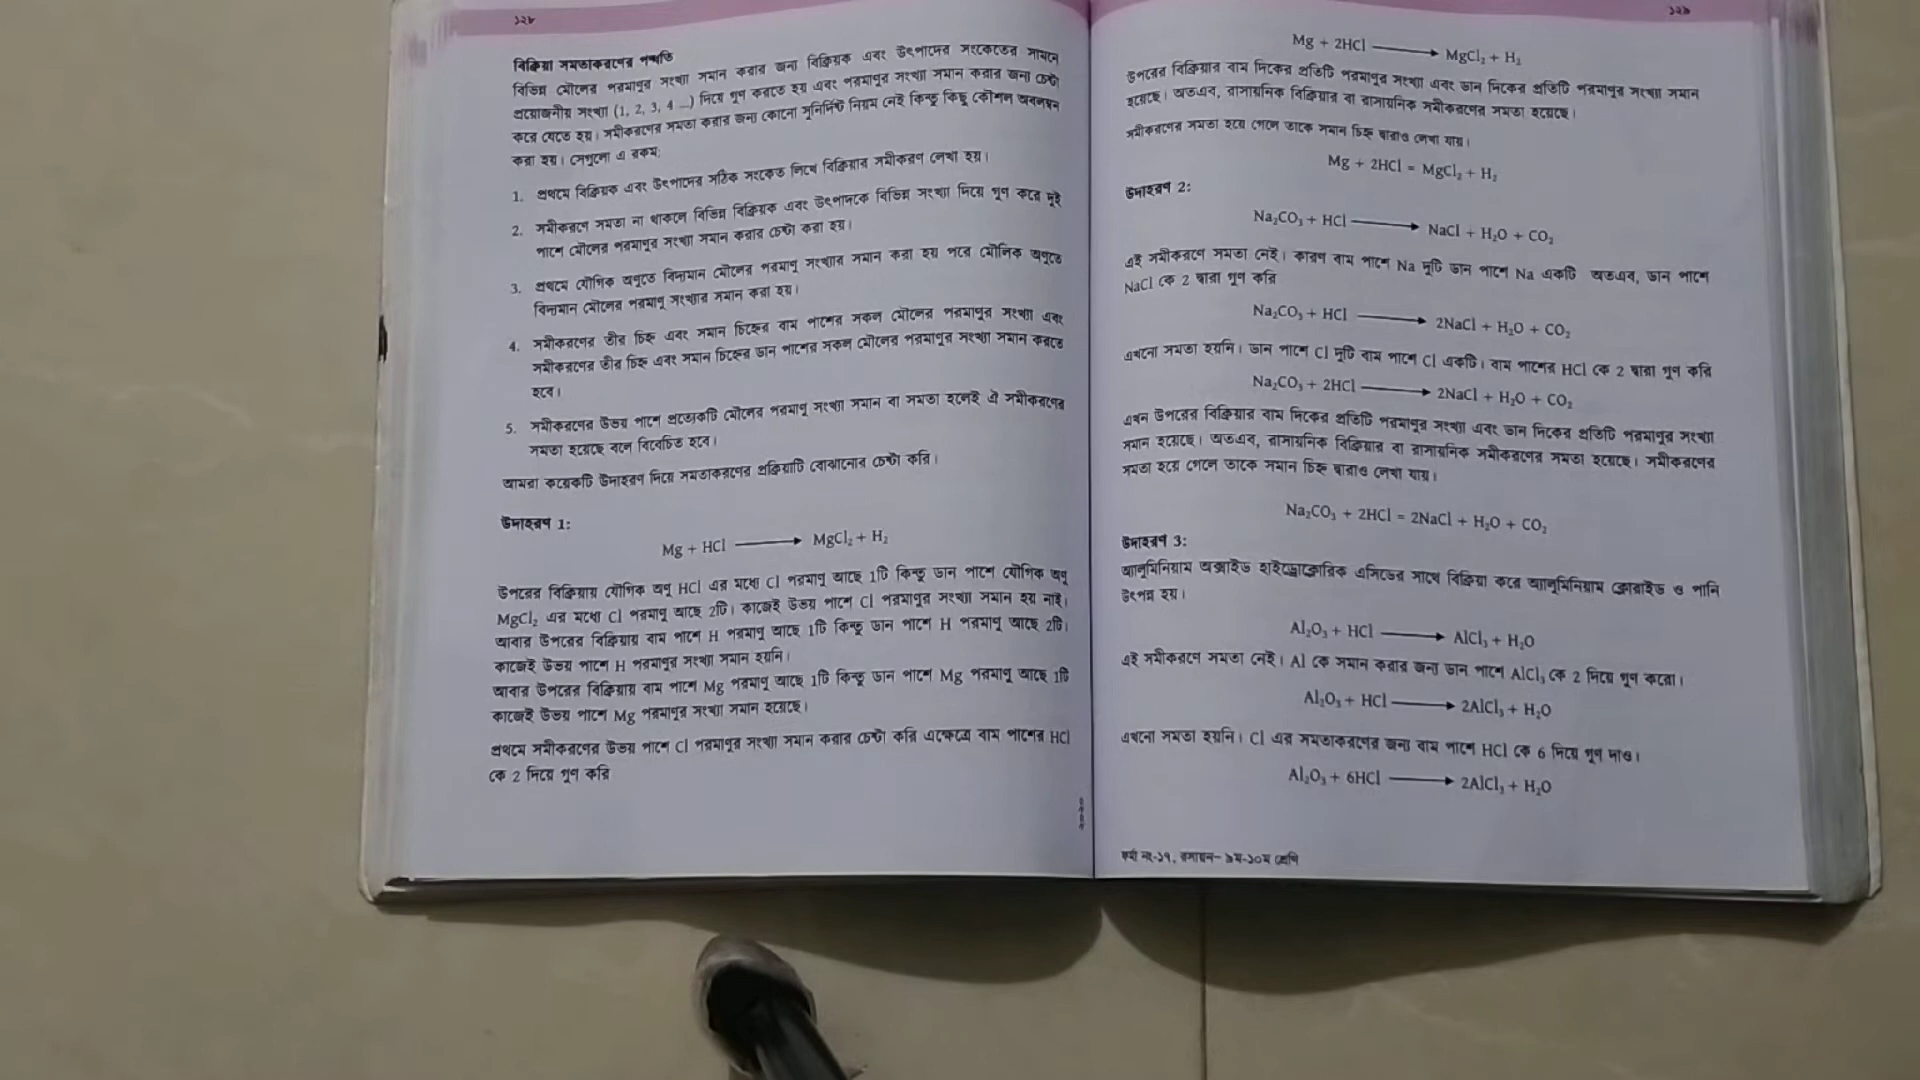 ১২৮
বিক্রিয়া সমতাকরণের পদ্ধতি
বিভিন্ন মৌলের পরমাণুর সংখ্যা সমান করার জন্য বিক্রিয়ক এবং উৎপাদের সংকেতের সামনে
প্রয়োজনীয় সংখ্যা (1, 2, 3, 4 ...) দিয়ে গুণ করতে হয় এবং পরমাণুর সংখ্যা সমান করার জন্য চেষ্টা
করে যেতে হয়। সমীকরণের সমতা করার জন্য কোনো সুনির্দিষ্ট নিয়ম নেই কিন্তু কিছু কৌশল অবলম্বন
করা হয়। সেগুলো এ রকম:
1. প্রথমে বিক্রিয়ক এবং উৎপাদের সঠিক সংকেত লিখে বিক্রিয়ার সমীকরণ লেখা হয়।
2. সমীকরণে সমতা না থাকলে বিভিন্ন বিক্রিয়ক এবং উৎপাদকে বিভিন্ন সংখ্যা দিয়ে গুণ করে দুই
পাশে মৌলের পরমাণুর সংখ্যা সমান করার চেষ্টা করা হয়।
3. প্রথমে যৌগিক অণুতে বিদ্যমান মৌলের পরমাণু সংখ্যার সমান করা হয় পরে মৌলিক অণুতে
বিদ্যমান মৌলের পরমাণু সংখ্যার সমান করা হয়।
4. সমীকরণের তীর চিহ্ন এবং সমান চিহ্নের বাম পাশের সকল মৌলের পরমাণুর সংখ্যা এবং
সমীকরণের তীর চিহ্ন এবং সমান চিহ্নের ডান পাশের সকল মৌলের পরমাণুর সংখ্যা সমান করতে
হবে।
5. সমীকরণের উভয় পাশে প্রত্যেকটি মৌলের পরমাণু সংখ্যা সমান বা সমতা হলেই ঐ সমীকরণের
সমতা হয়েছে বলে বিবেচিত হবে।
আমরা কয়েকটি উদাহরণ দিয়ে সমতাকরণের প্রক্রিয়াটি বোঝানোর চেষ্টা করি।
উদাহরণ 1:
Mg + HCl ⟶ MgCl₂ + H₂
উপরের বিক্রিয়ায় যৌগিক অণু HCl এর মধ্যে Cl পরমাণু আছে 1টি কিন্তু ডান পাশে যৌগিক অণু
MgCl₂ এর মধ্যে Cl পরমাণু আছে 2টি। কাজেই উভয় পাশে Cl পরমাণুর সংখ্যা সমান হয় নাই।
আবার উপরের বিক্রিয়ায় বাম পাশে H পরমাণু আছে 1টি কিন্তু ডান পাশে H পরমাণু আছে 2টি।
কাজেই উভয় পাশে H পরমাণুর সংখ্যা সমান হয়নি।
আবার উপরের বিক্রিয়ায় বাম পাশে Mg পরমাণু আছে 1টি কিন্তু ডান পাশে Mg পরমাণু আছে 1টি
কাজেই উভয় পাশে Mg পরমাণুর সংখ্যা সমান হয়েছে।
প্রথমে সমীকরণের উভয় পাশে Cl পরমাণুর সংখ্যা সমান করার চেষ্টা করি এক্ষেত্রে বাম পাশের HCl
কে 2 দিয়ে গুণ করি
১২৯
Mg + 2HCl ⟶ MgCl₂ + H₂
উপরের বিক্রিয়ার বাম দিকের প্রতিটি পরমাণুর সংখ্যা এবং ডান দিকের প্রতিটি পরমাণুর সংখ্যা সমান
হয়েছে। অতএব, রাসায়নিক বিক্রিয়ার বা রাসায়নিক সমীকরণের সমতা হয়েছে।
সমীকরণের সমতা হয়ে গেলে তাকে সমান চিহ্ন দ্বারাও লেখা যায়।
Mg + 2HCl = MgCl₂ + H₂
উদাহরণ 2:
Na₂CO₃ + HCl ⟶ NaCl + H₂O + CO₂
এই সমীকরণে সমতা নেই। কারণ বাম পাশে Na দুটি ডান পাশে Na একটি অতএব, ডান পাশে
NaCl কে 2 দ্বারা গুণ করি
Na₂CO₃ + HCl ⟶ 2NaCl + H₂O + CO₂
এখনো সমতা হয়নি। ডান পাশে Cl দুটি বাম পাশে Cl একটি। বাম পাশের HCl কে 2 দ্বারা গুণ করি
Na₂CO₃ + 2HCl ⟶ 2NaCl + H₂O + CO₂
এখন উপরের বিক্রিয়ার বাম দিকের প্রতিটি পরমাণুর সংখ্যা এবং ডান দিকের প্রতিটি পরমাণুর সংখ্যা
সমান হয়েছে। অতএব, রাসায়নিক বিক্রিয়ার বা রাসায়নিক সমীকরণের সমতা হয়েছে। সমীকরণের
সমতা হয়ে গেলে তাকে সমান চিহ্ন দ্বারাও লেখা যায়।
Na₂CO₃ + 2HCl = 2NaCl + H₂O + CO₂
উদাহরণ 3:
অ্যালুমিনিয়াম অক্সাইড হাইড্রোক্লোরিক এসিডের সাথে বিক্রিয়া করে অ্যালুমিনিয়াম ক্লোরাইড ও পানি
উৎপন্ন হয়।
Al₂O₃ + HCl ⟶ AlCl₃ + H₂O
এই সমীকরণে সমতা নেই। Al কে সমান করার জন্য ডান পাশে AlCl₃ কে 2 দিয়ে গুণ করো।
Al₂O₃ + HCl ⟶ 2AlCl₃ + H₂O
এখনো সমতা হয়নি। Cl এর সমতাকরণের জন্য বাম পাশে HCl কে 6 দিয়ে গুণ দাও।
Al₂O₃ + 6HCl ⟶ 2AlCl₃ + H₂O
ফর্মা নং-১৭, রসায়ন- ৯ম-১০ম শ্রেণি